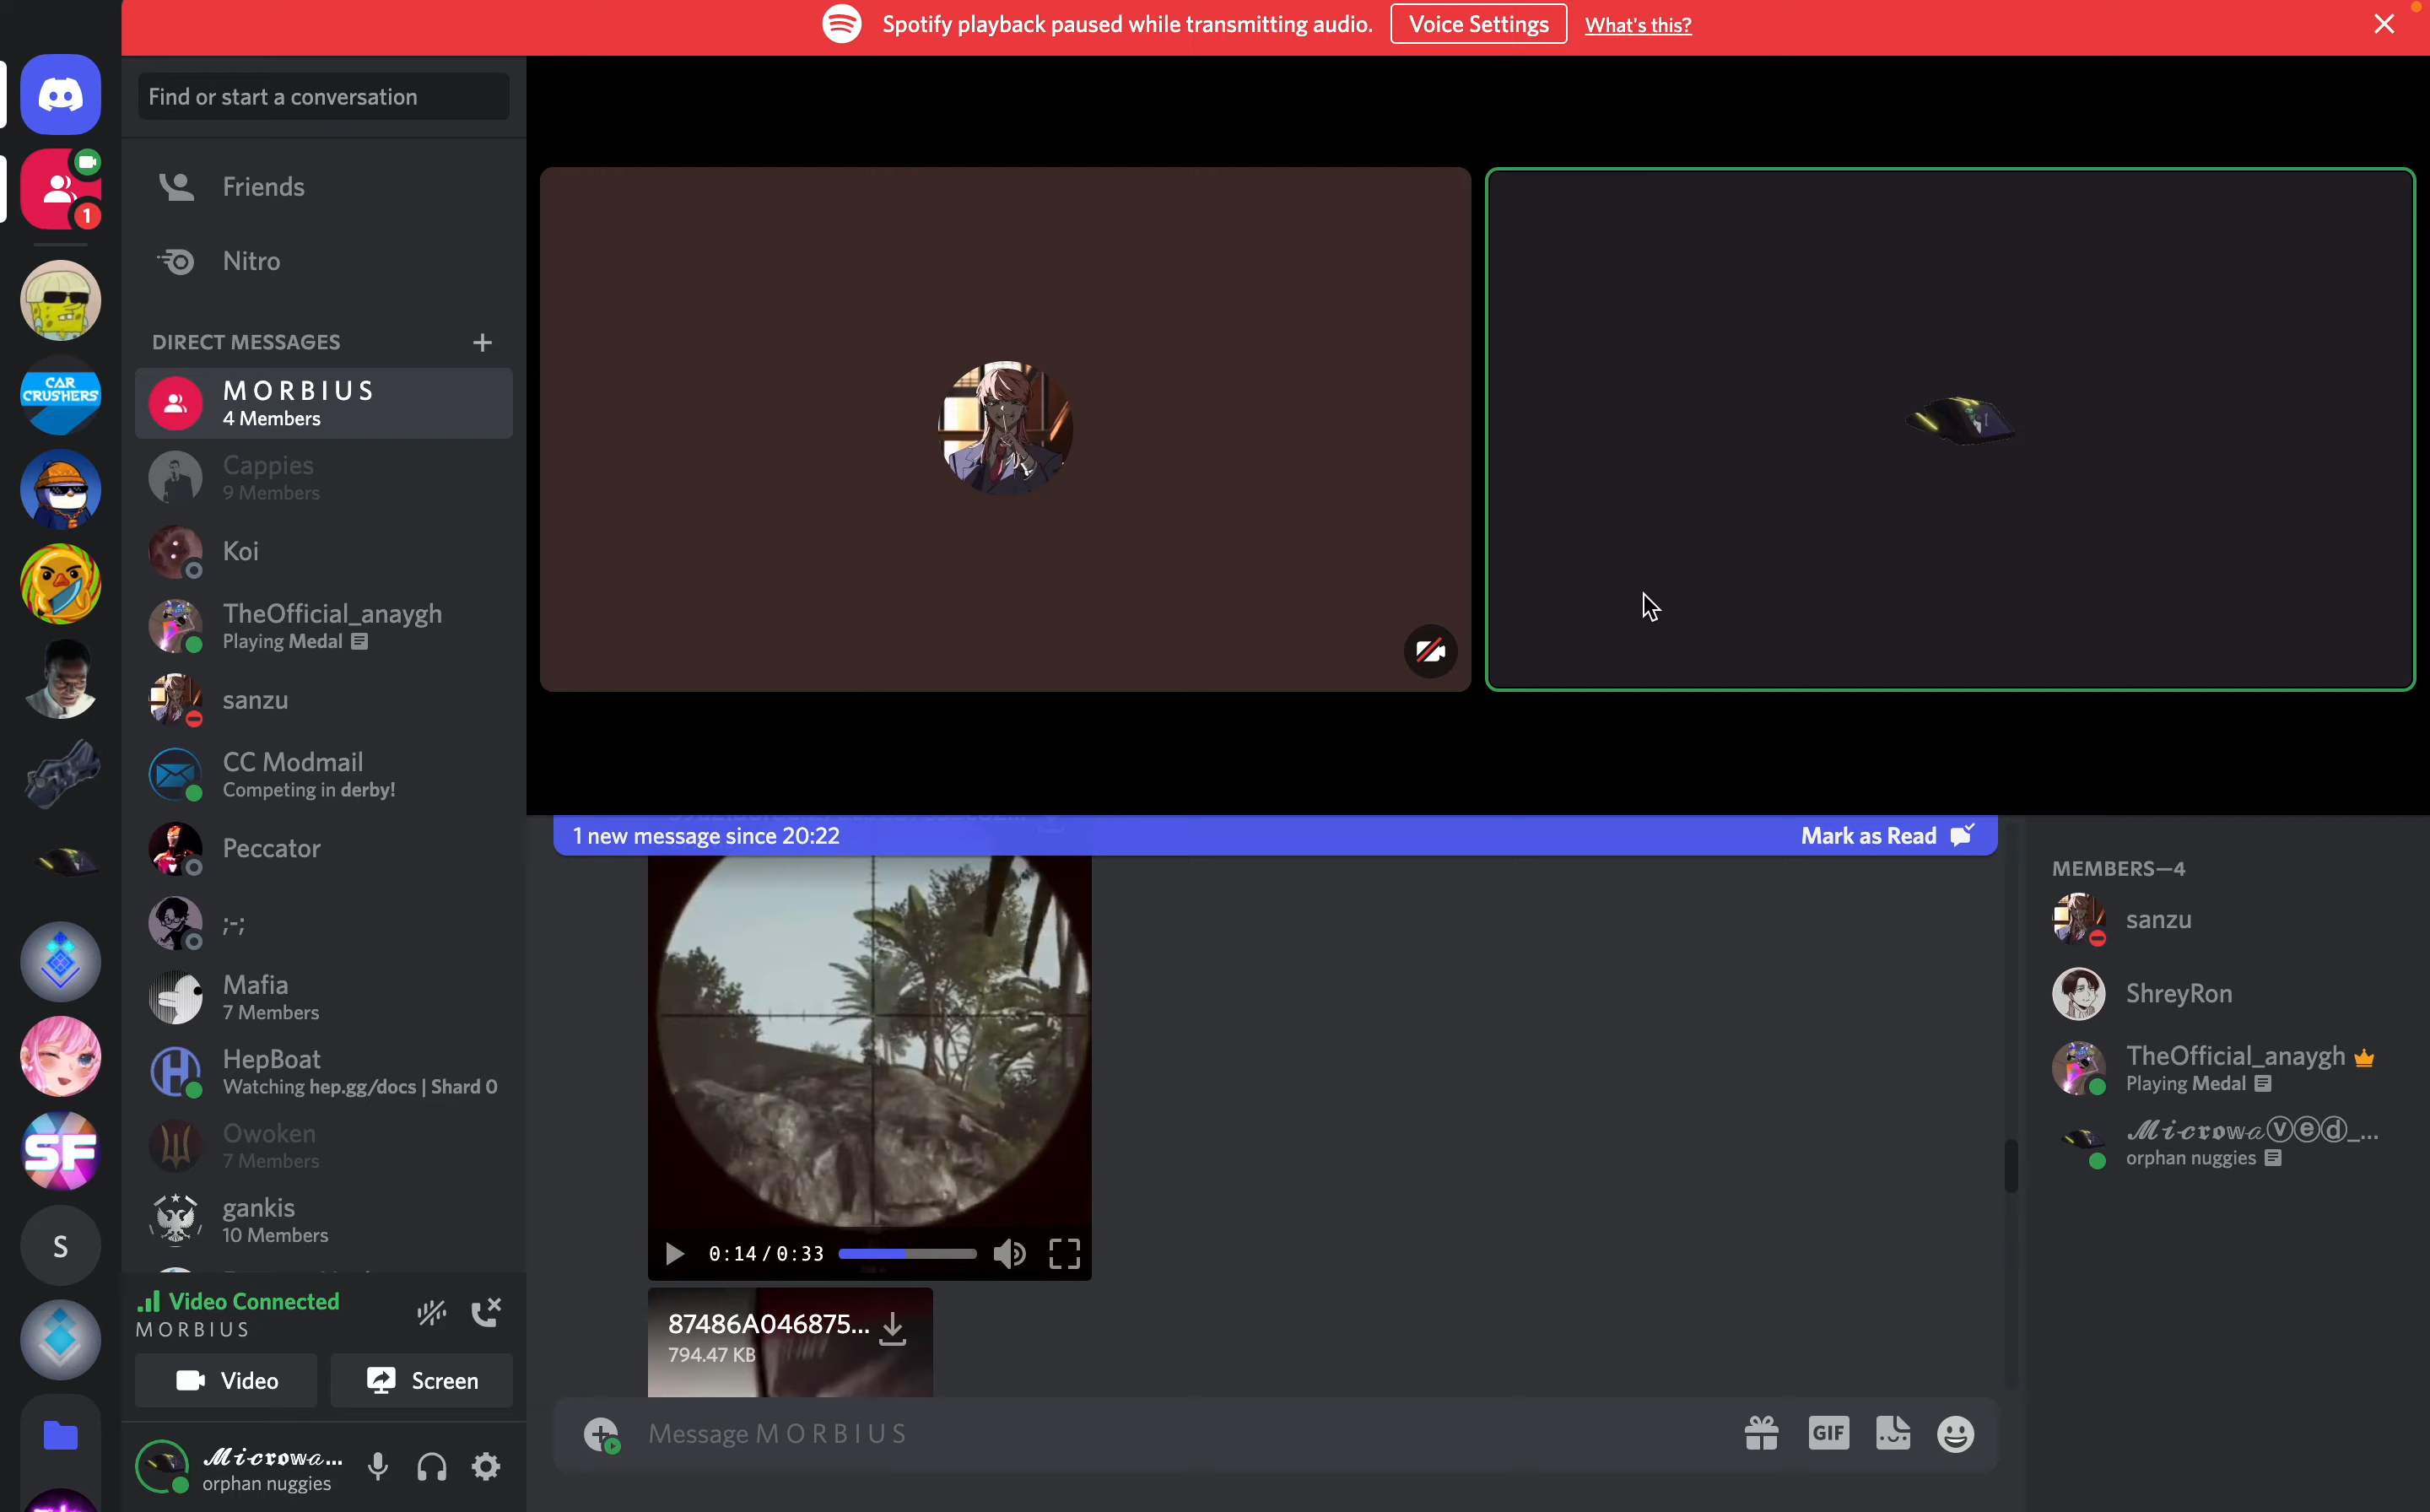 Spotify playback paused while transmitting audio. Voice Settings What's this?
Find or start a conversation
1
Friends
Nitro
DIRECT MESSAGES
M O R B I U S
4 Members
CAR
CRUSHERS
Cappies
9 Members
Koi
TheOfficial_anaygh
Playing Medal
sanzu
CC Modmail
Competing in derby!
Peccator
;-;
Mafia
7 Members
HepBoat
Watching hep.gg/docs | Shard 0
Owoken
7 Members
SF
gankis
10 Members
S
Video Connected
M O R B I U S
Video
Screen
𝓜𝓲𝓬𝓻𝓸𝔀𝓪...
orphan nuggies
1 new message since 20:22
Mark as Read
0:14/0:33
87486A046875...
794.47 KB
Message M O R B I U S
GIF
MEMBERS—4
sanzu
ShreyRon
TheOfficial_anaygh
Playing Medal
𝓜𝓲𝓬𝖗𝖔𝔀𝓪ⓥⓔⓓ_...
orphan nuggies